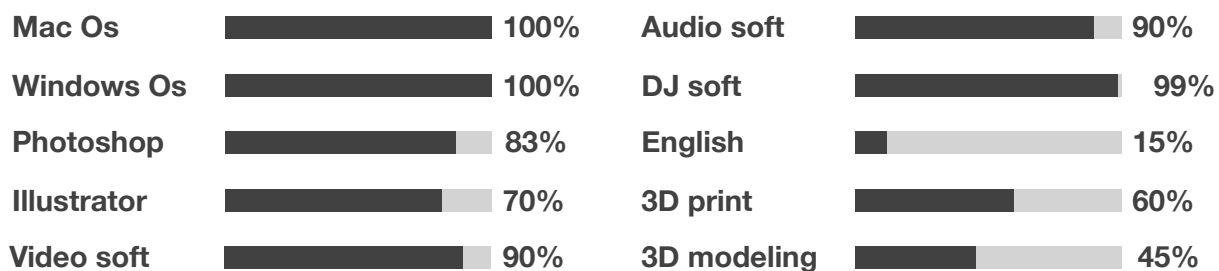 Mac Os 100%
Windows Os 100%
Photoshop 83%
Illustrator 70%
Video soft 90%
Audio soft 90%
DJ soft 99%
English 15%
3D print 60%
3D modeling 45%